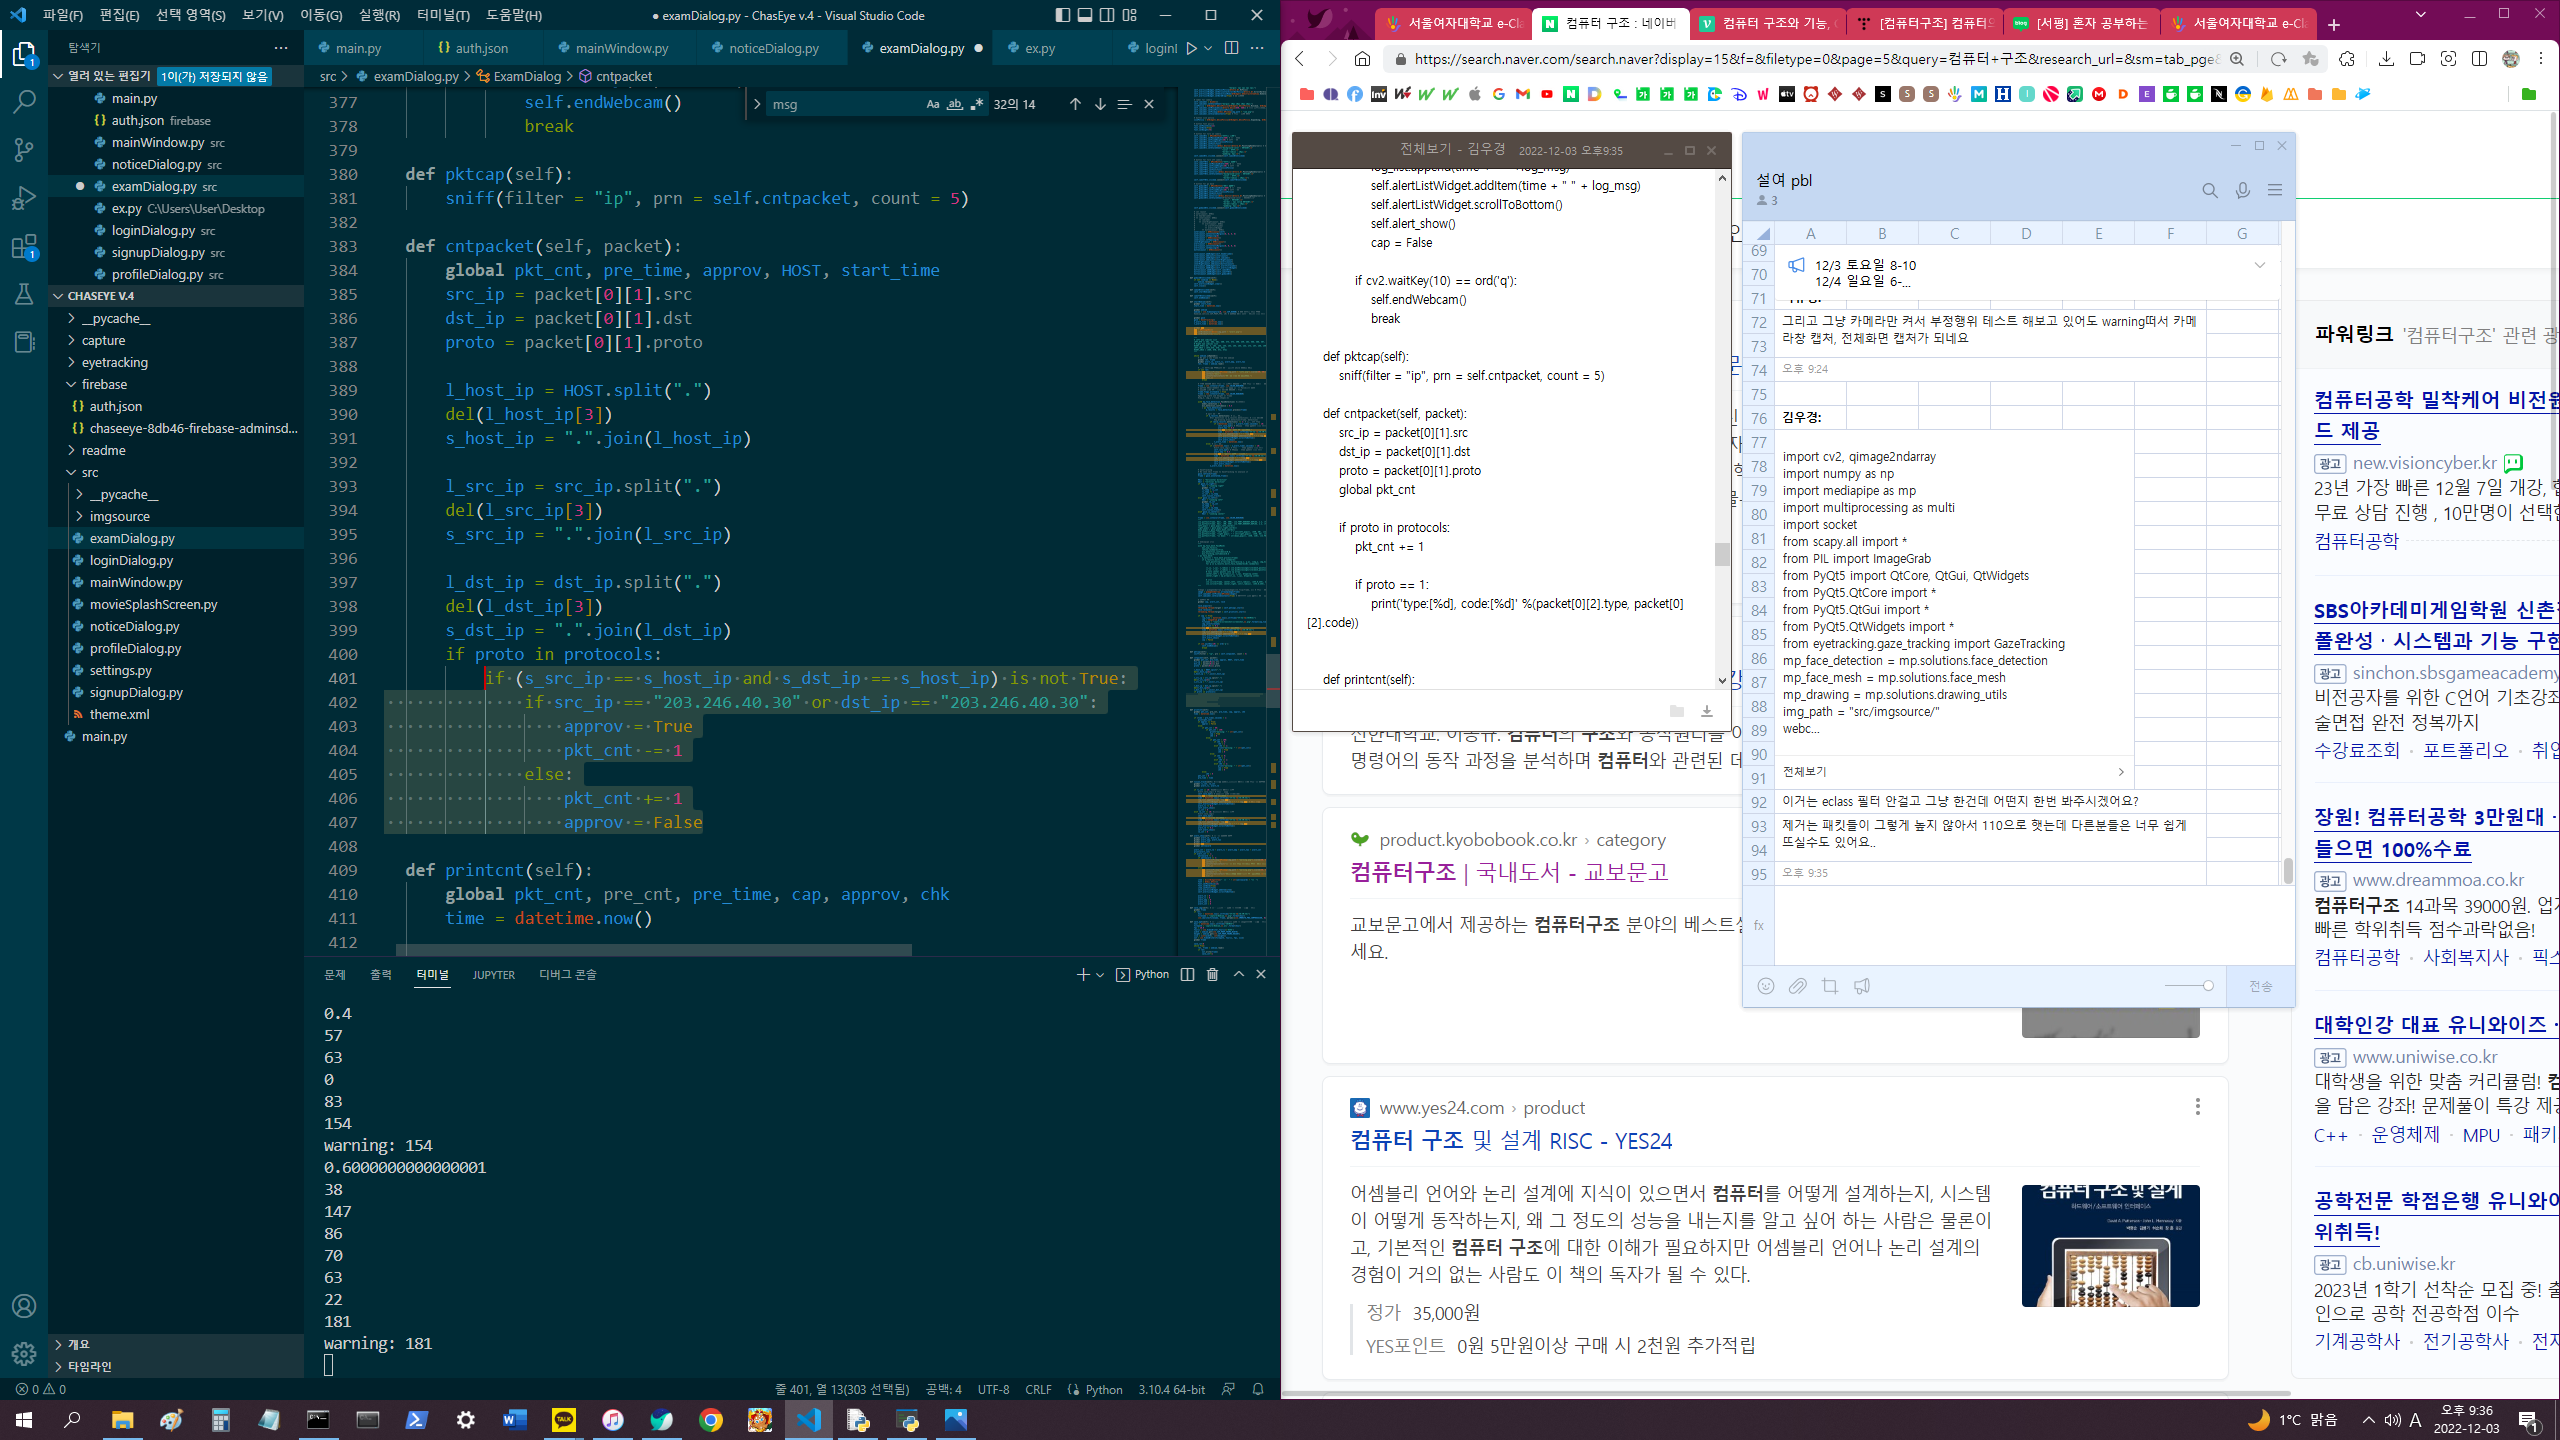 파일(F) 편집(E) 선택 영역(S) 보기(V) 이동(G) 실행(R) 터미널(T) 도움말(H)
● examDialog.py - ChasEye v.4 - Visual Studio Code
탐색기
열려 있는 편집기 1이(가) 저장되지 않음
main.py
auth.json firebase
mainWindow.py src
noticeDialog.py src
examDialog.py src
ex.py C:\Users\User\Desktop
loginDialog.py src
signupDialog.py src
profileDialog.py src
CHASEYE V.4
__pycache__
capture
eyetracking
firebase
auth.json
chaseeye-8db46-firebase-adminsd...
readme
src
__pycache__
imgsource
examDialog.py
loginDialog.py
mainWindow.py
movieSplashScreen.py
noticeDialog.py
profileDialog.py
settings.py
signupDialog.py
theme.xml
main.py
개요
타임라인
main.py auth.json mainWindow.py noticeDialog.py examDialog.py ● ex.py loginI
src > examDialog.py > ExamDialog > cntpacket
msg Aa ab 32의 14
377 self.endWebcam()
378 break
379
380 def pktcap(self):
381 sniff(filter = "ip", prn = self.cntpacket, count = 5)
382
383 def cntpacket(self, packet):
384 global pkt_cnt, pre_time, approv, HOST, start_time
385 src_ip = packet[0][1].src
386 dst_ip = packet[0][1].dst
387 proto = packet[0][1].proto
388
389 l_host_ip = HOST.split(".")
390 del(l_host_ip[3])
391 s_host_ip = ".".join(l_host_ip)
392
393 l_src_ip = src_ip.split(".")
394 del(l_src_ip[3])
395 s_src_ip = ".".join(l_src_ip)
396
397 l_dst_ip = dst_ip.split(".")
398 del(l_dst_ip[3])
399 s_dst_ip = ".".join(l_dst_ip)
400 if proto in protocols:
401 if (s_src_ip == s_host_ip and s_dst_ip == s_host_ip) is not True:
402 if src_ip == "203.246.40.30" or dst_ip == "203.246.40.30":
403 approv = True
404 pkt_cnt -= 1
405 else:
406 pkt_cnt += 1
407 approv = False
408
409 def printcnt(self):
410 global pkt_cnt, pre_cnt, pre_time, cap, approv, chk
411 time = datetime.now()
412
문제 출력 터미널 JUPYTER 디버그 콘솔
Python
0.4
57
63
0
83
154
warning: 154
0.6000000000000001
38
147
86
70
63
22
181
warning: 181
0 0
줄 401, 열 13(303 선택됨) 공백: 4 UTF-8 CRLF Python 3.10.4 64-bit
서울여자대학교 e-Cla
컴퓨터 구조 : 네이버
컴퓨터 구조와 기능,
[컴퓨터구조] 컴퓨터의
[서평] 혼자 공부하는
서울여자대학교 e-Cla
https://search.naver.com/search.naver?display=15&f=&filetype=0&page=5&query=컴퓨터+구조&research_url=&sm=tab_pge&
전체보기 - 김우경 2022-12-03 오후9:35
log_list.append(time + " " + log_msg)
self.alertListWidget.addItem(time + " " + log_msg)
self.alertListWidget.scrollToBottom()
self.alert_show()
cap = False
if cv2.waitKey(10) == ord('q'):
self.endWebcam()
break
def pktcap(self):
sniff(filter = "ip", prn = self.cntpacket, count = 5)
def cntpacket(self, packet):
src_ip = packet[0][1].src
dst_ip = packet[0][1].dst
proto = packet[0][1].proto
global pkt_cnt
if proto in protocols:
pkt_cnt += 1
if proto == 1:
print('type:[%d], code:[%d]' %(packet[0][2].type, packet[0]
[2].code))
def printcnt(self):
설여 pbl
3
A B C D E F G
69
70
71
72
73
74
75
76
77
78
79
80
81
82
83
84
85
86
87
88
89
90
91
92
93
94
95
12/3 토요일 8-10
12/4 일요일 6-...
그리고 그냥 카메라만 켜서 부정행위 테스트 해보고 있어도 warning떠서 카메
라창 캡처, 전체화면 캡처가 되네요
오후 9:24
김우경:
import cv2, qimage2ndarray
import numpy as np
import mediapipe as mp
import multiprocessing as multi
import socket
from scapy.all import *
from PIL import ImageGrab
from PyQt5 import QtCore, QtGui, QtWidgets
from PyQt5.QtCore import *
from PyQt5.QtGui import *
from PyQt5.QtWidgets import *
from eyetracking.gaze_tracking import GazeTracking
mp_face_detection = mp.solutions.face_detection
mp_face_mesh = mp.solutions.face_mesh
mp_drawing = mp.solutions.drawing_utils
img_path = "src/imgsource/"
webc...
전체보기
이거는 eclass 필터 안걸고 그냥 한건데 어떤지 한번 봐주시겠어요?
제거는 패킷들이 그렇게 높지 않아서 110으로 햇는데 다른분들은 너무 쉽게
뜨실수도 있어요..
오후 9:35
fx
전송
명령어의 동작 과정을 분석하며 컴퓨터와 관련된 데
product.kyobobook.co.kr › category
컴퓨터구조 | 국내도서 - 교보문고
교보문고에서 제공하는 컴퓨터구조 분야의 베스트
세요.
www.yes24.com › product
컴퓨터 구조 및 설계 RISC - YES24
어셈블리 언어와 논리 설계에 지식이 있으면서 컴퓨터를 어떻게 설계하는지, 시스템
이 어떻게 동작하는지, 왜 그 정도의 성능을 내는지를 알고 싶어 하는 사람은 물론이
고, 기본적인 컴퓨터 구조에 대한 이해가 필요하지만 어셈블리 언어나 논리 설계의
경험이 거의 없는 사람도 이 책의 독자가 될 수 있다.
정가 35,000원
YES포인트 0원 5만원이상 구매 시 2천원 추가적립
컴퓨터 구조 및 설계
파워링크 '컴퓨터구조' 관련 광
컴퓨터공학 밀착케어 비전원
드 제공
광고 new.visioncyber.kr
23년 가장 빠른 12월 7일 개강,
무료 상담 진행 , 10만명이 선택한
컴퓨터공학
SBS아카데미게임학원 신촌
폴완성 · 시스템과 기능 구현
광고 sinchon.sbsgameacademy
비전공자를 위한 C언어 기초강좌
술면접 완전 정복까지
수강료조회 · 포트폴리오 · 취업
장원! 컴퓨터공학 3만원대 ·
들으면 100%수료
광고 www.dreammoa.co.kr
컴퓨터구조 14과목 39000원. 업계
빠른 학위취득 점수과락없음!
컴퓨터공학 · 사회복지사 · 픽스
대학인강 대표 유니와이즈 ·
광고 www.uniwise.co.kr
대학생을 위한 맞춤 커리큘럼! 컴
을 담은 강좌! 문제풀이 특강 제공
C++ · 운영체제 · MPU · 패키
공학전문 학점은행 유니와이
위취득!
광고 cb.uniwise.kr
2023년 1학기 선착순 모집 중! 출
인으로 공학 전공학점 이수
기계공학사 · 전기공학사 · 전자
1°C 맑음
A
오후 9:36
2022-12-03